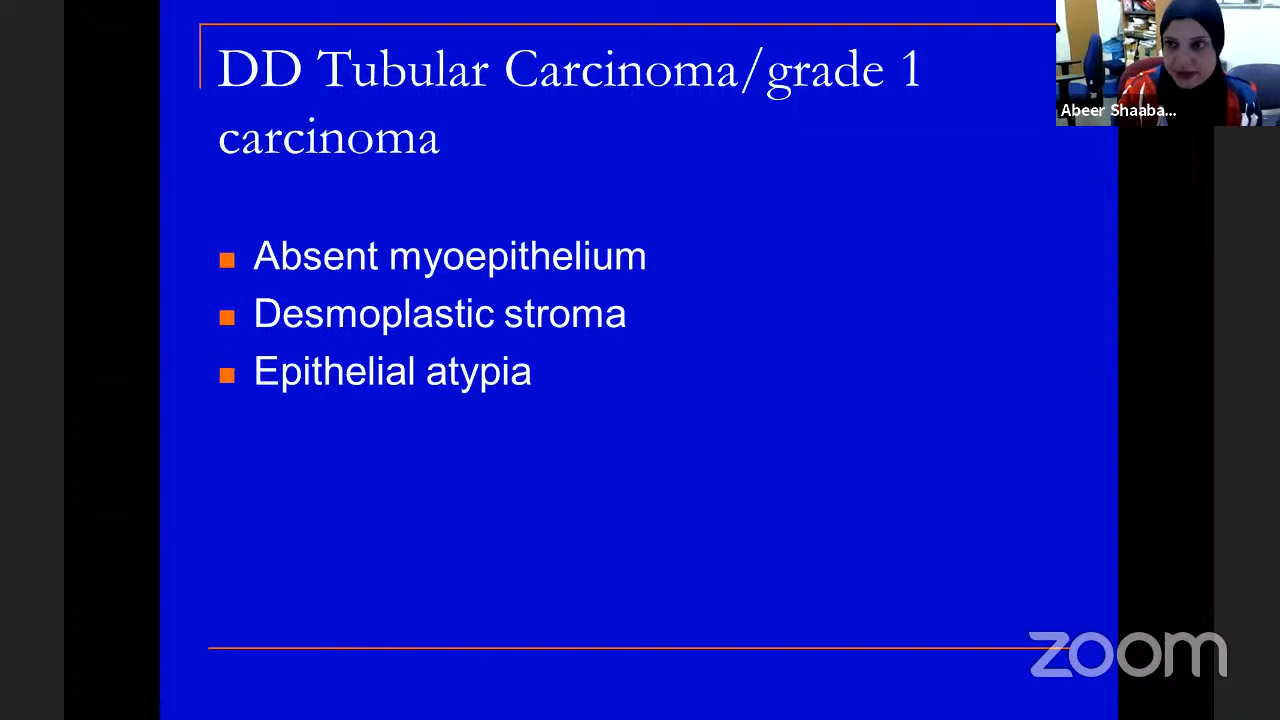 DD Tubular Carcinoma/grade 1
carcinoma
Absent myoepithelium
Desmoplastic stroma
Epithelial atypia
Abeer Shaaba...
zoom